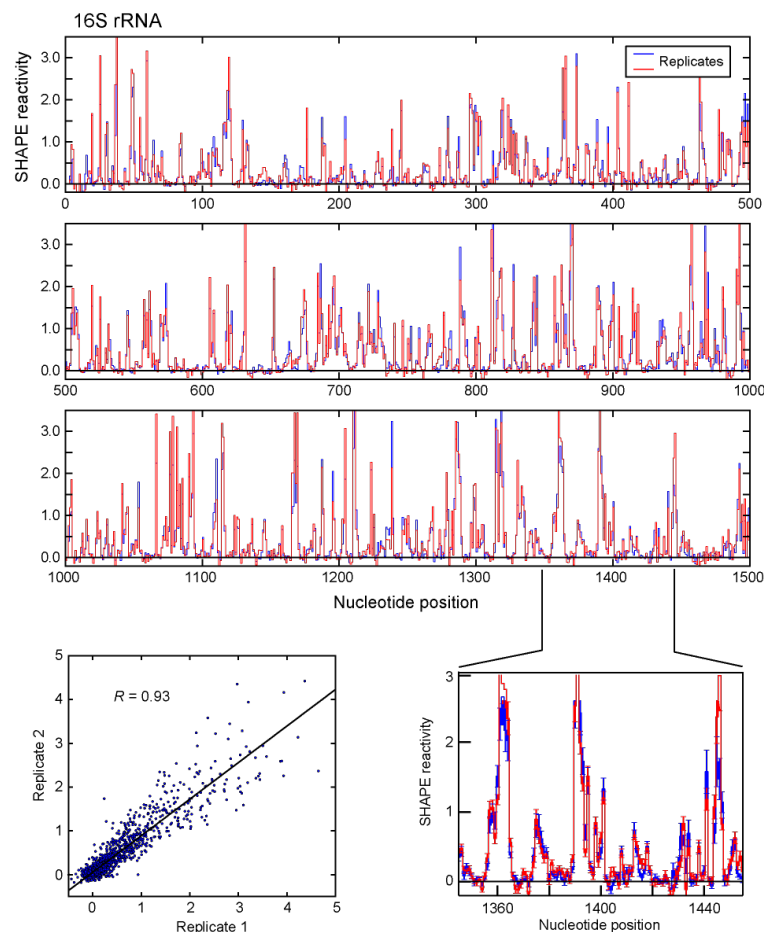 16S rRNA
SHAPE reactivity
3.0
2.0
1.0
0.0
Replicates
0 100 200 300 400 500
3.0
2.0
1.0
0.0
500 600 700 800 900 1000
3.0
2.0
1.0
0.0
1000 1100 1200 1300 1400 1500
Nucleotide position
5
4
3
2
1
0
Replicate 2
R = 0.93
0 1 2 3 4 5
Replicate 1
3
2
1
0
SHAPE reactivity
1360 1400 1440
Nucleotide position